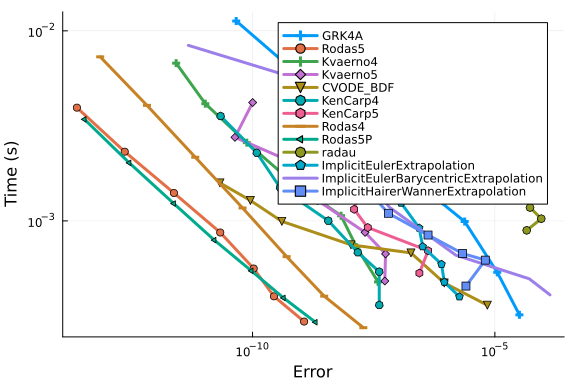 10⁻²
GRK4A
Rodas5
Kvaerno4
Kvaerno5
CVODE_BDF
KenCarp4
KenCarp5
Rodas4
Rodas5P
radau
ImplicitEulerExtrapolation
ImplicitEulerBarycentricExtrapolation
ImplicitHairerWannerExtrapolation
Time (s)
10⁻³
10⁻¹⁰
10⁻⁵
Error